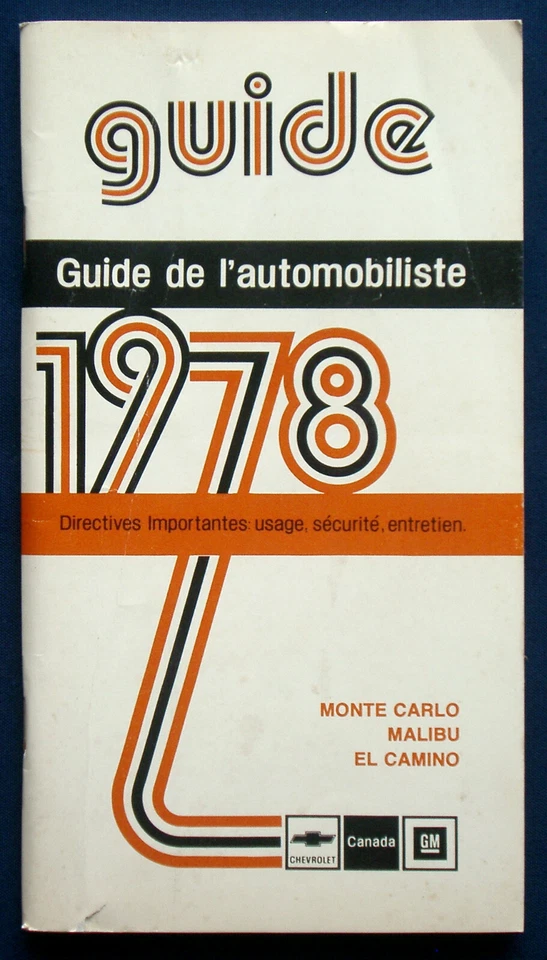 guide
Guide de l'automobiliste
1978
Directives Importantes: usage, sécurité, entretien.
MONTE CARLO
MALIBU
EL CAMINO
CHEVROLET
Canada
GM